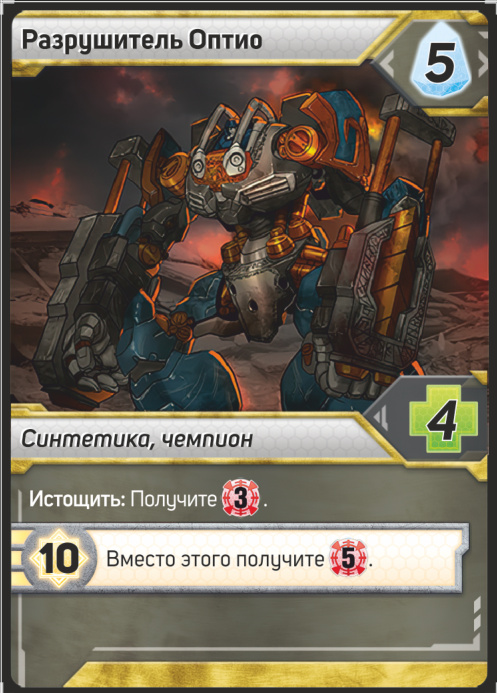 Разрушитель Оптио
5
4
Синтетика, чемпион
Истощить: Получите 3.
10 Вместо этого получите 5.